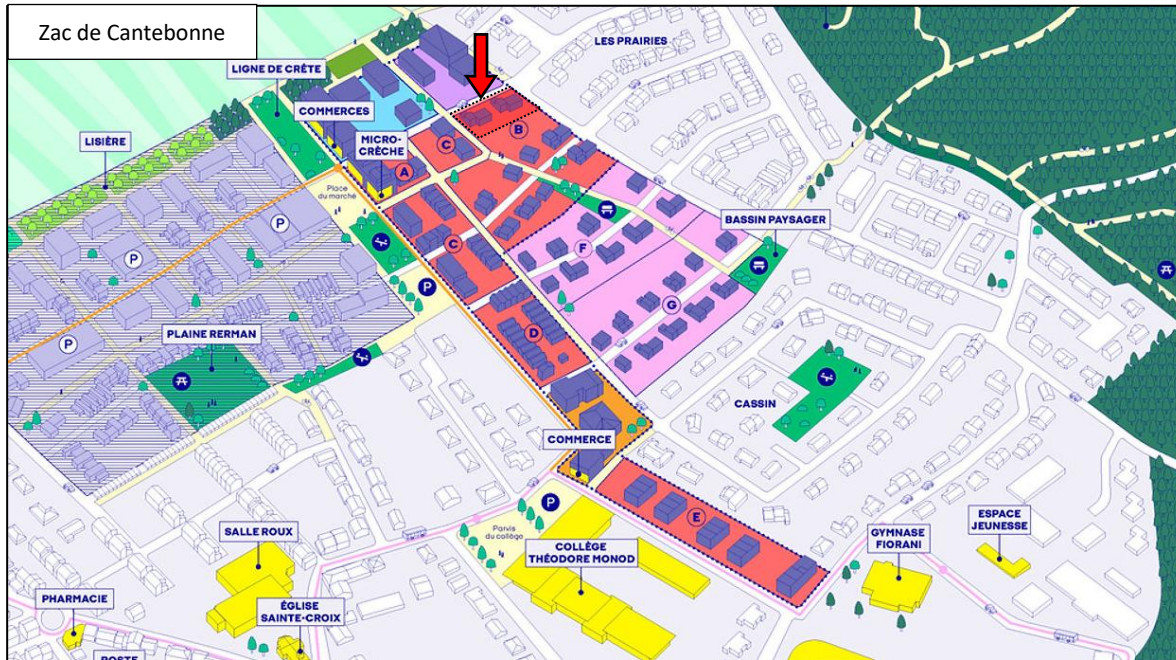 Zac de Cantebonne
LES PRAIRIES
LIGNE DE CRÊTE
COMMERCES
LISIÈRE
MICRO-
CRÈCHE
B
C
A
Place
du marché
P
P
C
F
BASSIN PAYSAGER
P
G
D
P
PLAINE RERMAN
CASSIN
COMMERCE
P
Parvis
du collège
E
SALLE ROUX
COLLÈGE
THÉODORE MONOD
GYMNASE
FIORANI
ESPACE
JEUNESSE
PHARMACIE
ÉGLISE
SAINTE-CROIX
POSTE